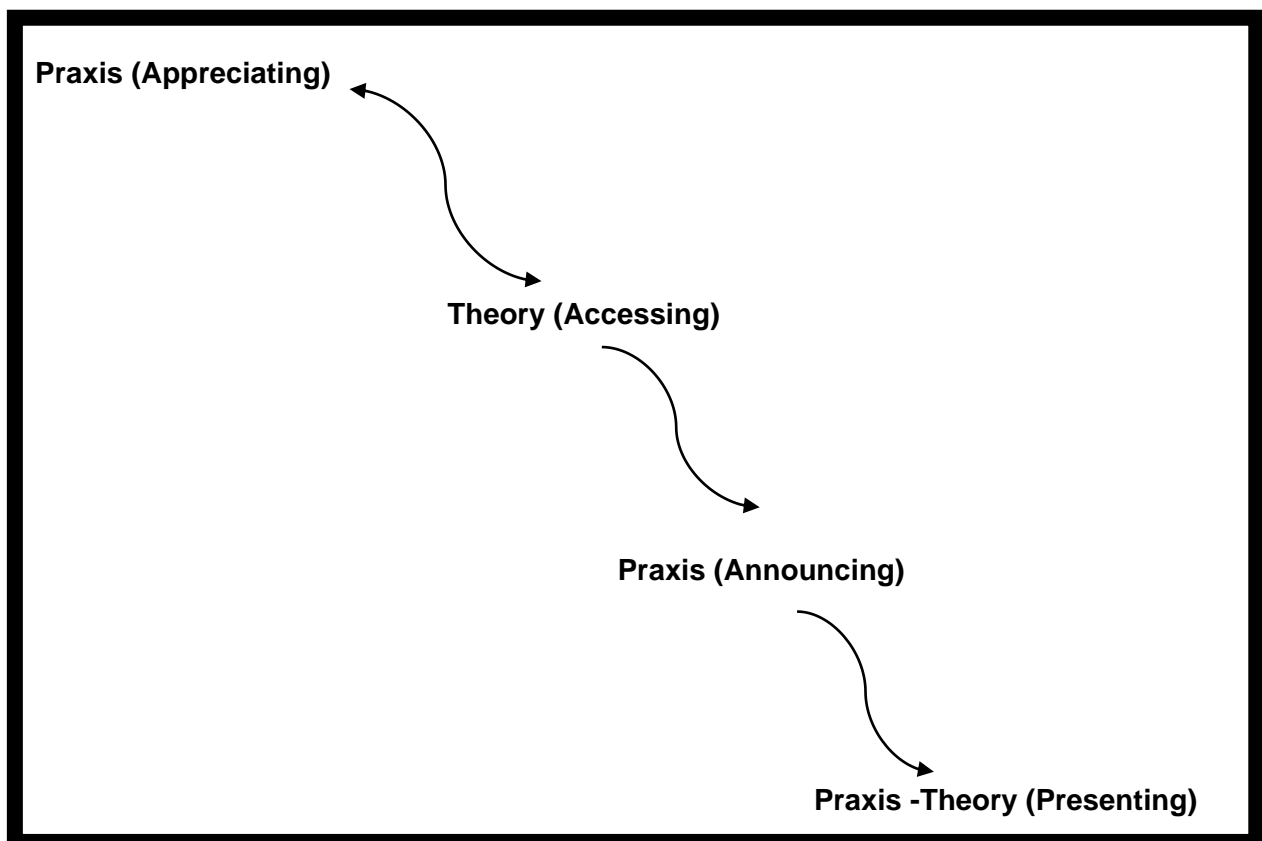 Praxis (Appreciating)
Theory (Accessing)
Praxis (Announcing)
Praxis -Theory (Presenting)